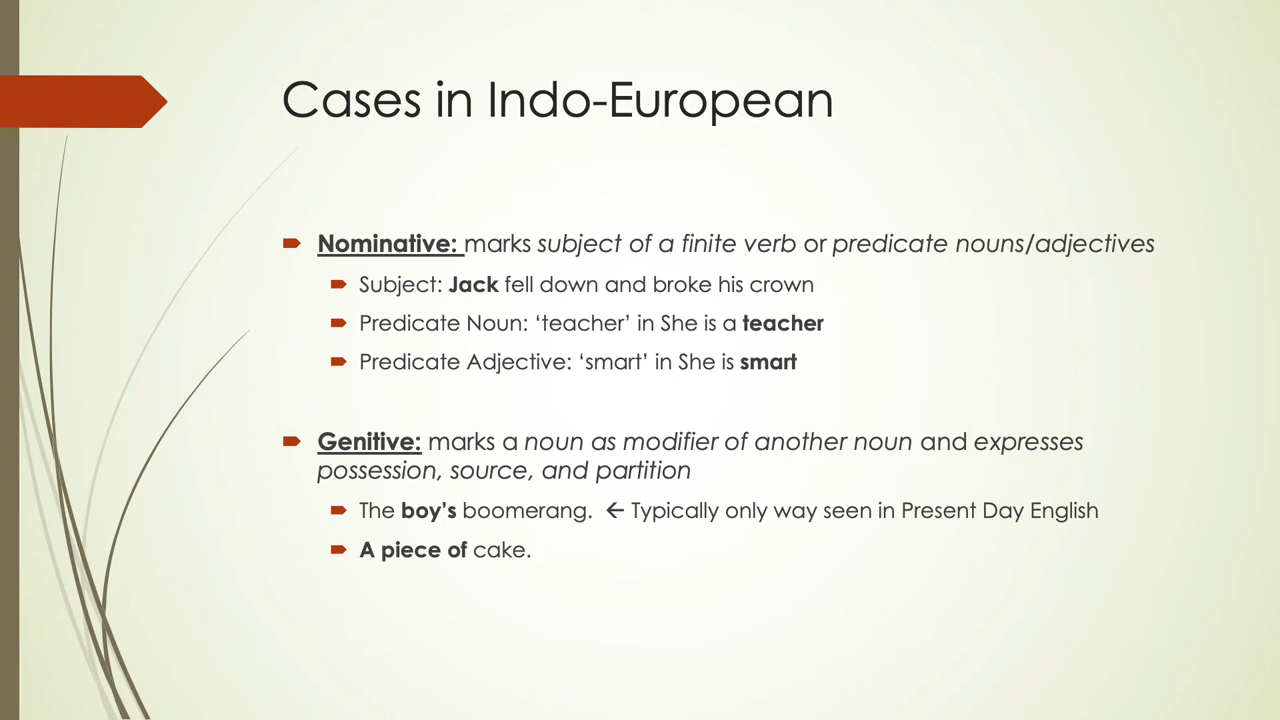 Cases in Indo-European
Nominative: marks subject of a finite verb or predicate nouns/adjectives
Subject: Jack fell down and broke his crown
Predicate Noun: ‘teacher’ in She is a teacher
Predicate Adjective: ‘smart’ in She is smart
Genitive: marks a noun as modifier of another noun and expresses
possession, source, and partition
The boy’s boomerang. ← Typically only way seen in Present Day English
A piece of cake.